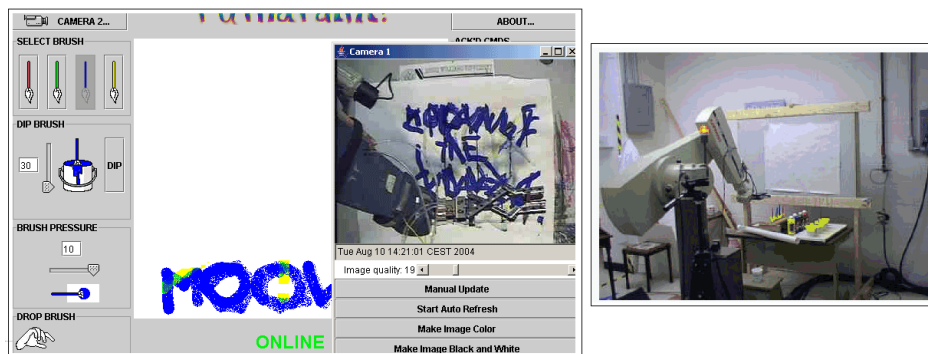 CAMERA 2...
ABOUT...
SELECT BRUSH
ACK'D CMDS
Camera 1
DIP BRUSH
30
DIP
BRUSH PRESSURE
10
Tue Aug 10 14:21:01 CEST 2004
Image quality: 19
Manual Update
Start Auto Refresh
Make Image Color
Make Image Black and White
DROP BRUSH
ONLINE